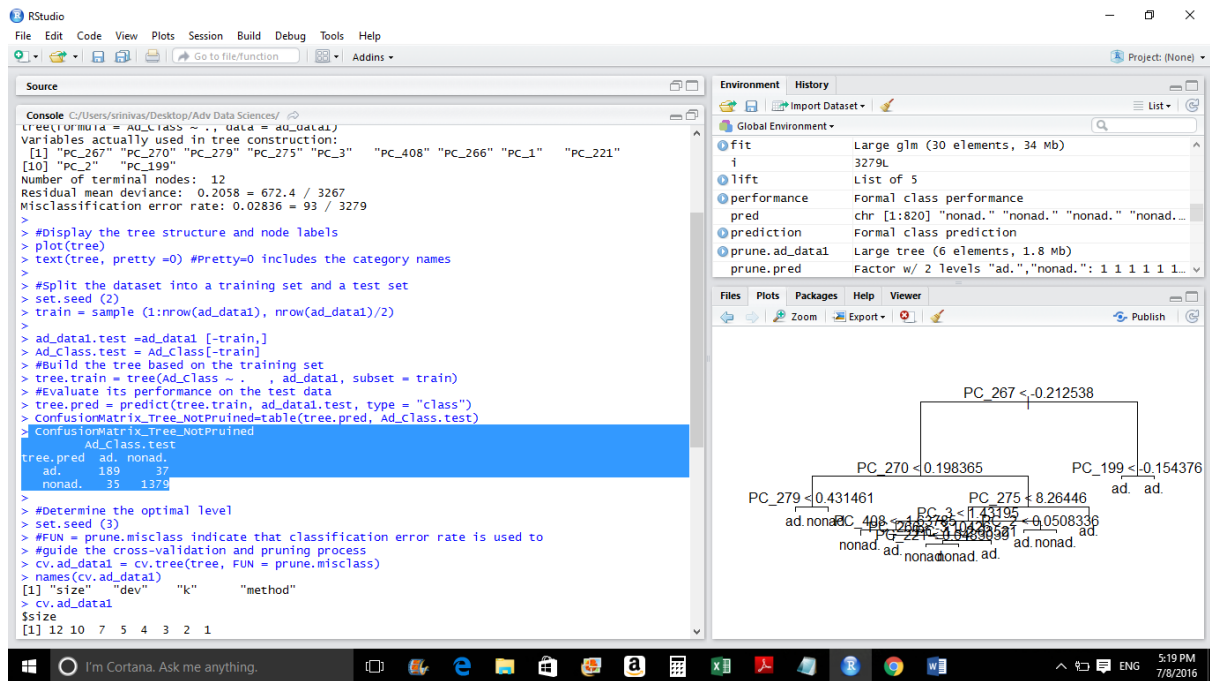 RStudio
File Edit Code View Plots Session Build Debug Tools Help
Go to file/function Addins
Project: (None)
Source
Console C:/Users/srinivas/Desktop/Adv Data Sciences/
tree(formula = Ad_Class ~ ., data = ad_data1)
Variables actually used in tree construction:
[1] "PC_267" "PC_270" "PC_279" "PC_275" "PC_3" "PC_408" "PC_266" "PC_1" "PC_221"
[10] "PC_2" "PC_199"
Number of terminal nodes: 12
Residual mean deviance: 0.2058 = 672.4 / 3267
Misclassification error rate: 0.02836 = 93 / 3279
>
> #Display the tree structure and node labels
> plot(tree)
> text(tree, pretty =0) #Pretty=0 includes the category names
>
> #Split the dataset into a training set and a test set
> set.seed (2)
> train = sample (1:nrow(ad_data1), nrow(ad_data1)/2)
>
> ad_data1.test =ad_data1 [-train,]
> Ad_Class.test = Ad_Class[-train]
> #Build the tree based on the training set
> tree.train = tree(Ad_Class ~ . , ad_data1, subset = train)
> #Evaluate its performance on the test data
> tree.pred = predict(tree.train, ad_data1.test, type = "class")
> ConfusionMatrix_Tree_NotPruined=table(tree.pred, Ad_Class.test)
> ConfusionMatrix_Tree_NotPruined
Ad_Class.test
tree.pred ad. nonad.
ad. 189 37
nonad. 35 1379
>
> #Determine the optimal level
> set.seed (3)
> #FUN = prune.misclass indicate that classification error rate is used to
> #guide the cross-validation and pruning process
> cv.ad_data1 = cv.tree(tree, FUN = prune.misclass)
> names(cv.ad_data1)
[1] "size" "dev" "k" "method"
> cv.ad_data1
$size
[1] 12 10 7 5 4 3 2 1
Environment History
Import Dataset List
Global Environment
fit Large glm (30 elements, 34 Mb)
i 3279L
lift List of 5
performance Formal class performance
pred chr [1:820] "nonad." "nonad." "nonad." "nonad...
prediction Formal class prediction
prune.ad_data1 Large tree (6 elements, 1.8 Mb)
prune.pred Factor w/ 2 levels "ad.","nonad.": 1 1 1 1 1 1...
Files Plots Packages Help Viewer
Zoom Export Publish
PC_267 < -0.212538
PC_270 < 0.198365 PC_199 < -0.154376
ad. ad.
PC_279 < 0.431461 PC_275 < 8.26446
ad. nonad. PC_3 < 1.43195 ad.
PC_408 < -1.63785 PC_2 < 0.0508336
nonad. ad. ad. nonad.
nonad. nonad. ad.
I'm Cortana. Ask me anything.
ENG 5:19 PM
7/8/2016